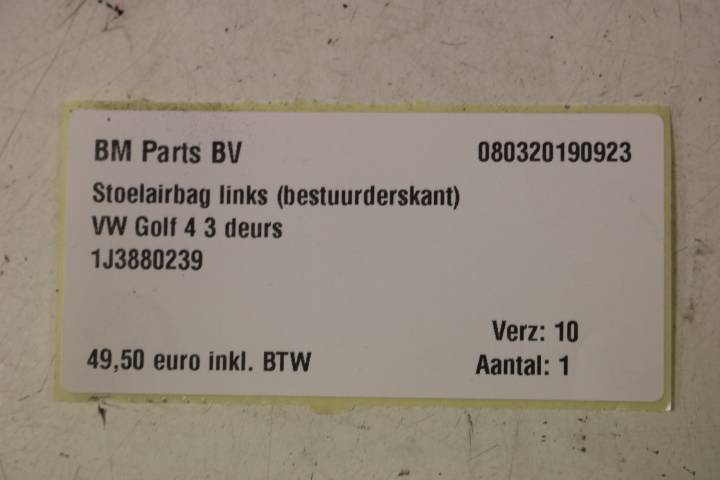 BM Parts BV 080320190923
Stoelairbag links (bestuurderskant)
VW Golf 4 3 deurs
1J3880239
Verz: 10
49,50 euro inkl. BTW Aantal: 1